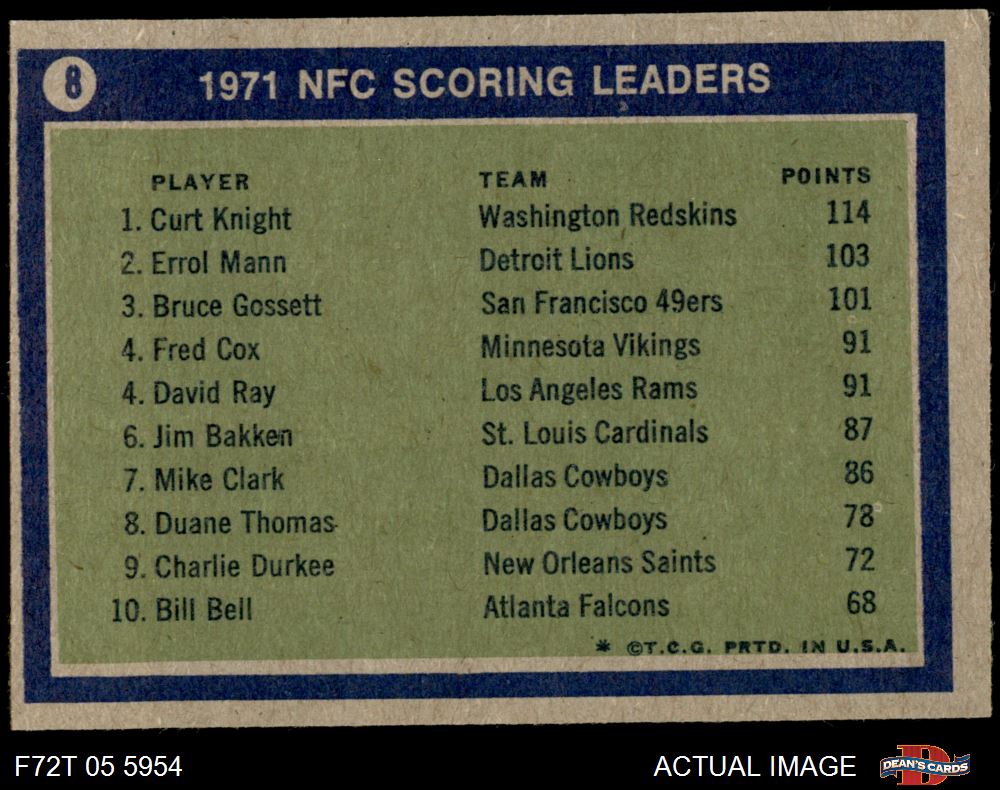 8
1971 NFC SCORING LEADERS
PLAYER TEAM POINTS
1. Curt Knight Washington Redskins 114
2. Errol Mann Detroit Lions 103
3. Bruce Gossett San Francisco 49ers 101
4. Fred Cox Minnesota Vikings 91
4. David Ray Los Angeles Rams 91
6. Jim Bakken St. Louis Cardinals 87
7. Mike Clark Dallas Cowboys 86
8. Duane Thomas Dallas Cowboys 78
9. Charlie Durkee New Orleans Saints 72
10. Bill Bell Atlanta Falcons 68
* ©T.C.G. PRTD. IN U.S.A.
F72T 05 5954 ACTUAL IMAGE D DEAN'S CARDS